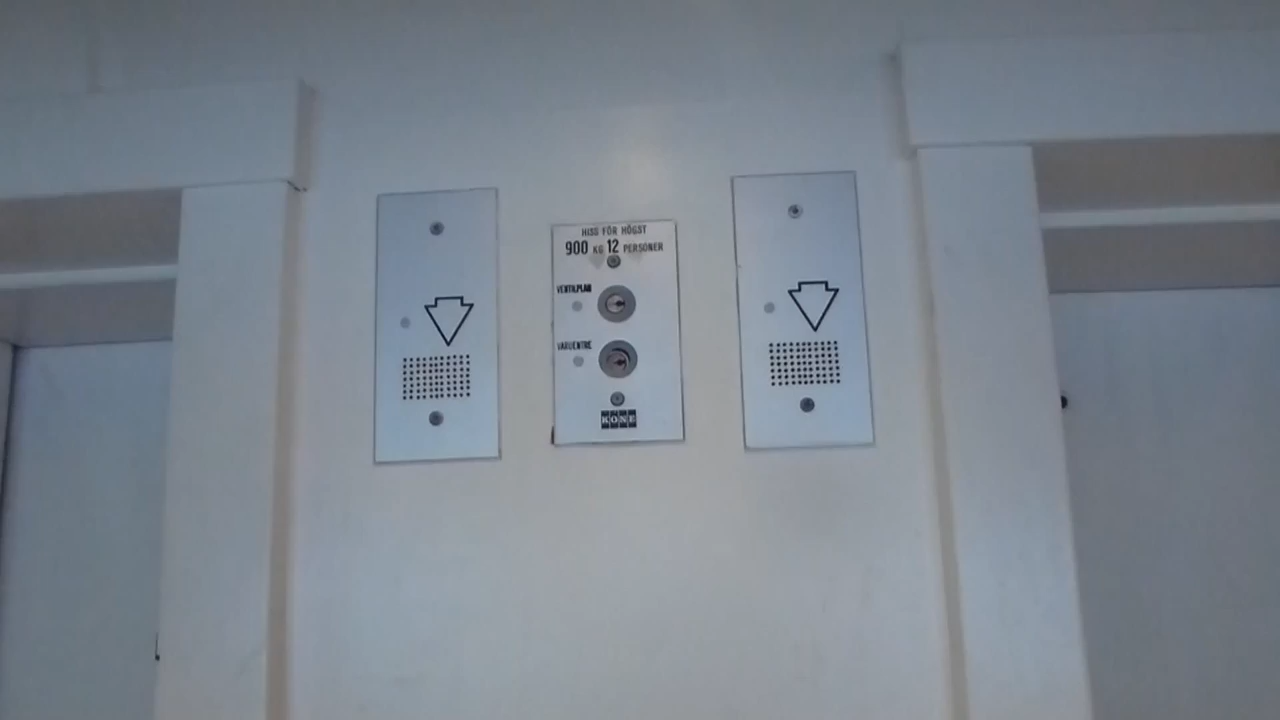 HISS FÖR HÖGST
900 KG 12 PERSONER
VENTILPLAN
VARUENTRE
KONE